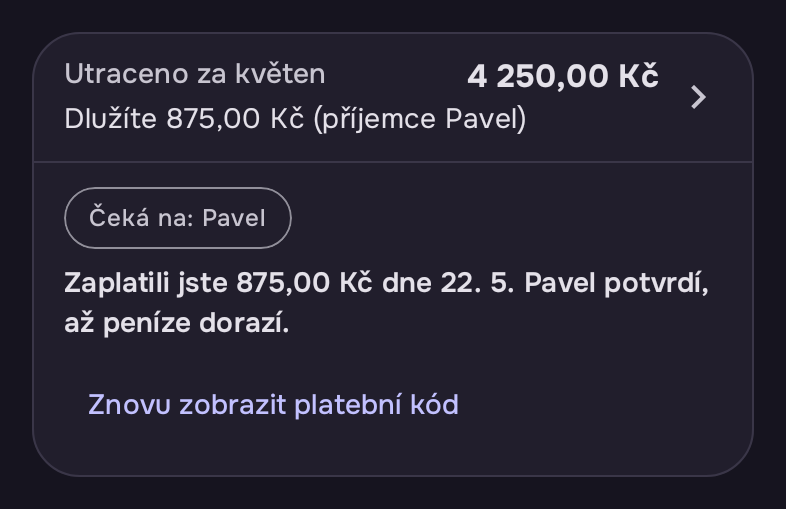 Utraceno za květen
4 250,00 Kč
Dlužíte 875,00 Kč (příjemce Pavel)
Čeká na: Pavel
Zaplatili jste 875,00 Kč dne 22. 5. Pavel potvrdí,
až peníze dorazí.
Znovu zobrazit platební kód